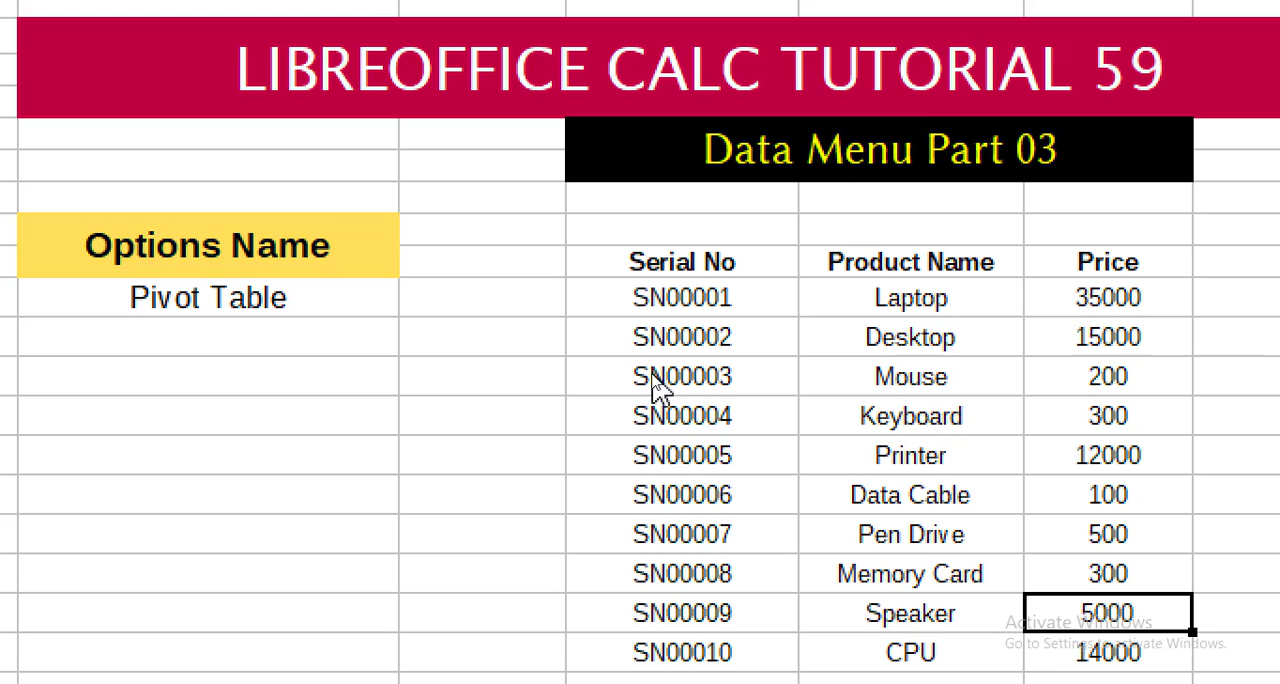 LIBREOFFICE CALC TUTORIAL 59
Data Menu Part 03
Options Name
Pivot Table
Serial No Product Name Price
SN00001 Laptop 35000
SN00002 Desktop 15000
SN00003 Mouse 200
SN00004 Keyboard 300
SN00005 Printer 12000
SN00006 Data Cable 100
SN00007 Pen Drive 500
SN00008 Memory Card 300
SN00009 Speaker 5000
SN00010 CPU 14000
Activate Windows
Go to Settings to activate Windows.